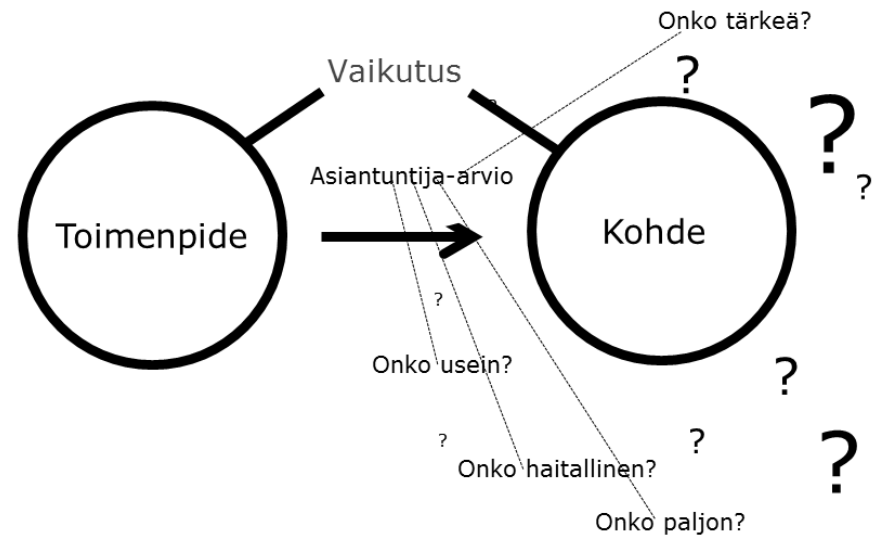 Onko tärkeä?
Vaikutus
?
?
?
?
Asiantuntija-arvio
Toimenpide
Kohde
?
Onko usein?
?
?
?
?
Onko haitallinen?
Onko paljon?